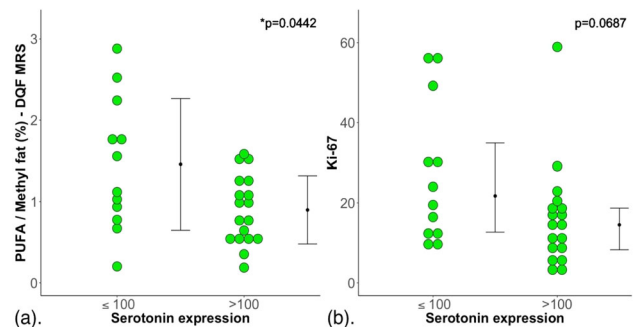 *p=0.0442
PUFA / Methyl fat (%) - DQF MRS
3
2
1
0
≤ 100
>100
Serotonin expression
(a).
p=0.0687
Ki-67
60
40
20
0
≤ 100
>100
Serotonin expression
(b).